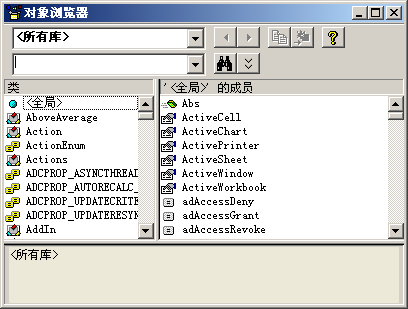 对象浏览器
<所有库>
类
'<全局>' 的成员
<全局>
AboveAverage
Action
ActionEnum
Actions
ADCPROP_ASYNCTHREAD
ADCPROP_AUTORECALC_
ADCPROP_UPDATECRITE
ADCPROP_UPDATERESYN
AddIn
Abs
ActiveCell
ActiveChart
ActivePrinter
ActiveSheet
ActiveWindow
ActiveWorkbook
adAccessDeny
adAccessGrant
adAccessRevoke
<所有库>